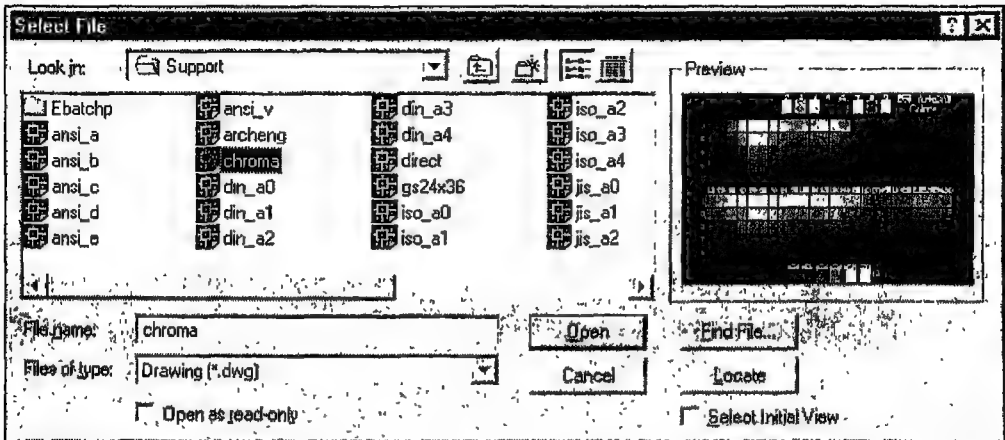 Select File
Look in: Support
Preview
Ebatchp ansi_v din_a3 iso_a2
ansi_a archeng din_a4 iso_a3
ansi_b chroma direct iso_a4
ansi_c din_a0 gs24x36 jis_a0
ansi_d din_a1 iso_a0 jis_a1
ansi_e din_a2 iso_a1 jis_a2
File name: chroma Open Find File...
Files of type: Drawing (*.dwg) Cancel Locate
Open as read-only Select Initial View